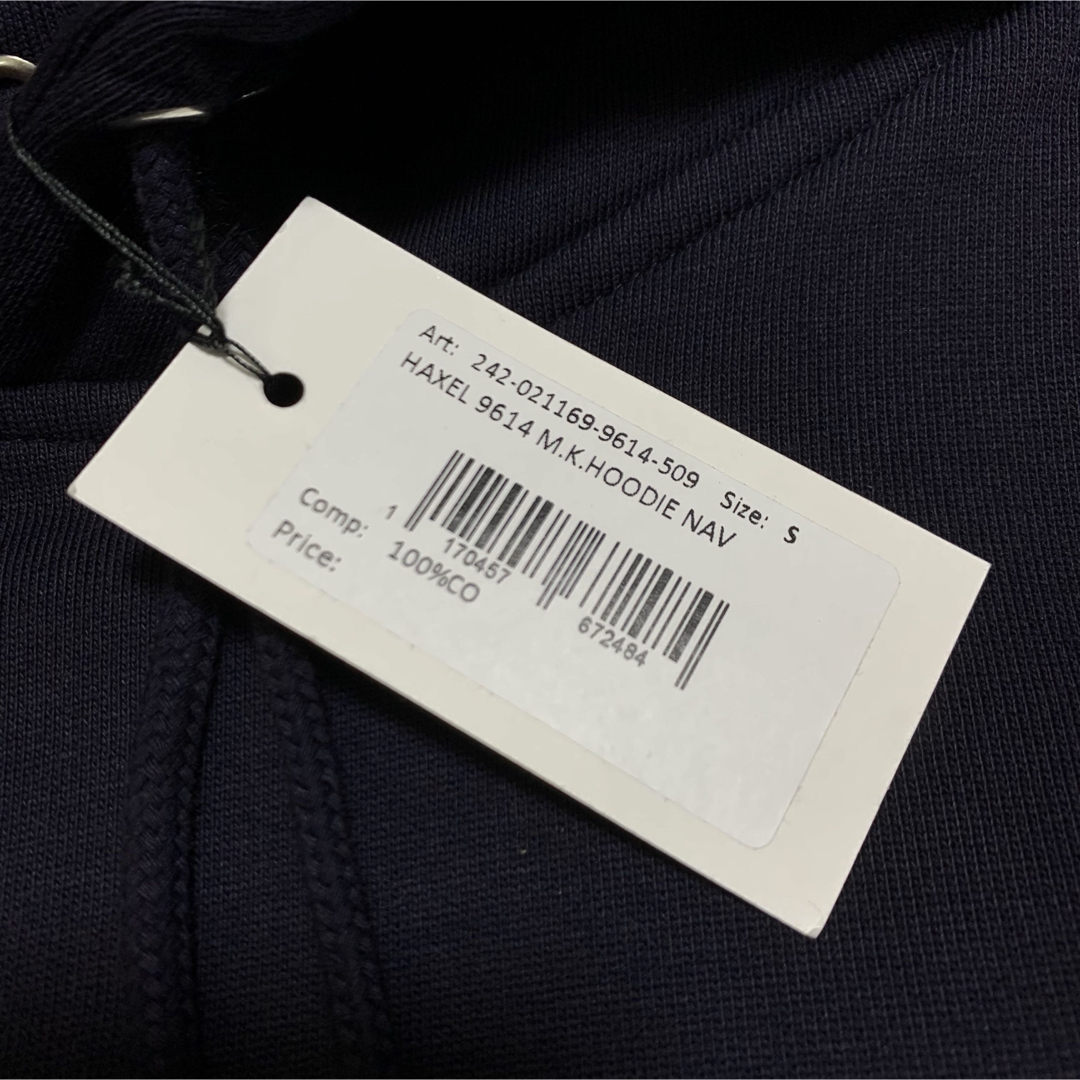 Art: 242-021169-9614-509 Size: S
HAXEL 9614 M.K.HOODIE NAV
1 170457 672484
Comp: 100%CO
Price: